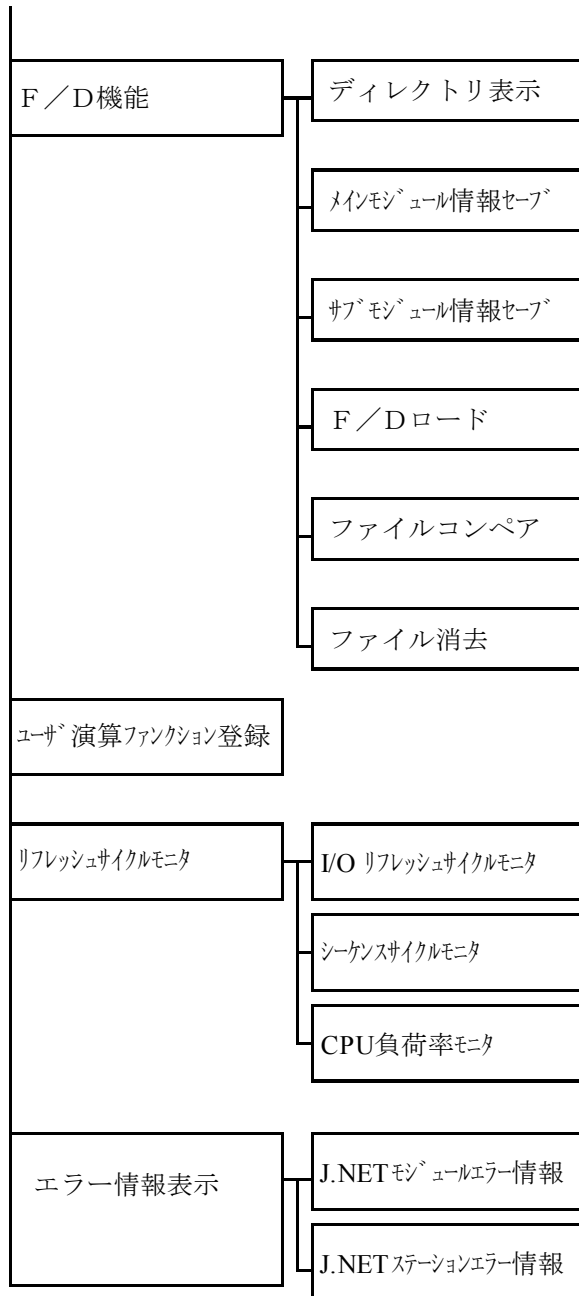 Ｆ／Ｄ機能
ディレクトリ表示
ﾒｲﾝﾓｼﾞｭｰﾙ情報ｾｰﾌﾞ
ｻﾌﾞﾓｼﾞｭｰﾙ情報ｾｰﾌﾞ
Ｆ／Ｄロード
ファイルコンペア
ファイル消去
ﾕｰｻﾞ演算ﾌｧﾝｸｼｮﾝ登録
ﾘﾌﾚｯｼｭｻｲｸﾙﾓﾆﾀ
I/O ﾘﾌﾚｯｼｭｻｲｸﾙﾓﾆﾀ
ｼｰｹﾝｽｻｲｸﾙﾓﾆﾀ
CPU負荷率ﾓﾆﾀ
エラー情報表示
J.NETﾓｼﾞｭｰﾙｴﾗｰ情報
J.NETｽﾃｰｼｮﾝｴﾗｰ情報